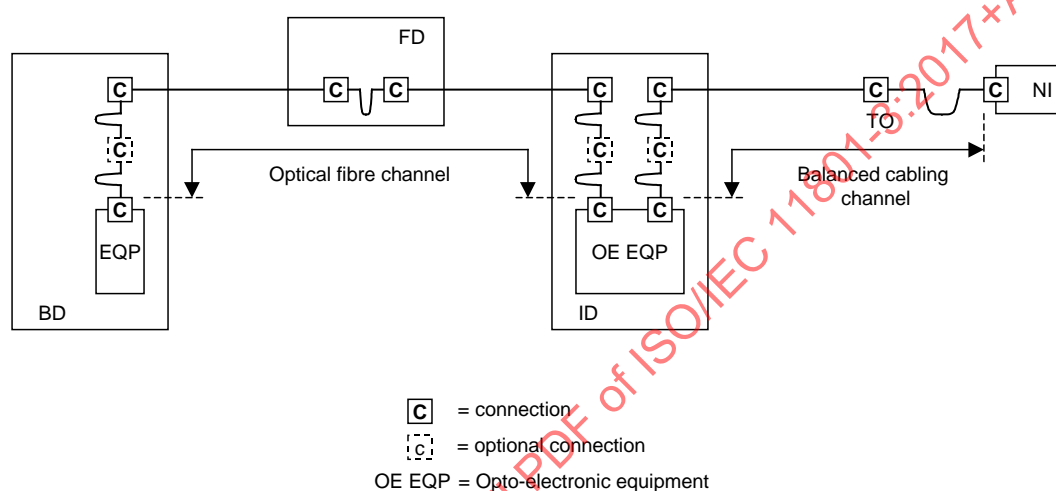 FD
C C C C C C C NI
TO
C C C
Optical fibre channel
Balanced cabling
channel
C C C
EQP OE EQP
BD ID
C = connection
c = optional connection
OE EQP = Opto-electronic equipment
PDF of ISO/IEC 11801-3:2017+A